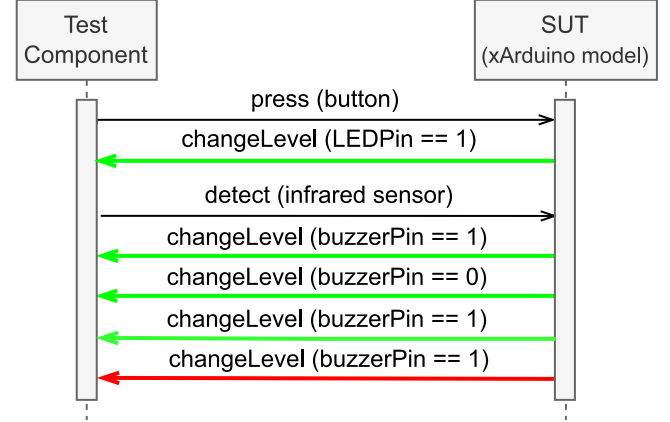 Test
Component
SUT
(xArduino model)
press (button)
changeLevel (LEDPin == 1)
detect (infrared sensor)
changeLevel (buzzerPin == 1)
changeLevel (buzzerPin == 0)
changeLevel (buzzerPin == 1)
changeLevel (buzzerPin == 1)